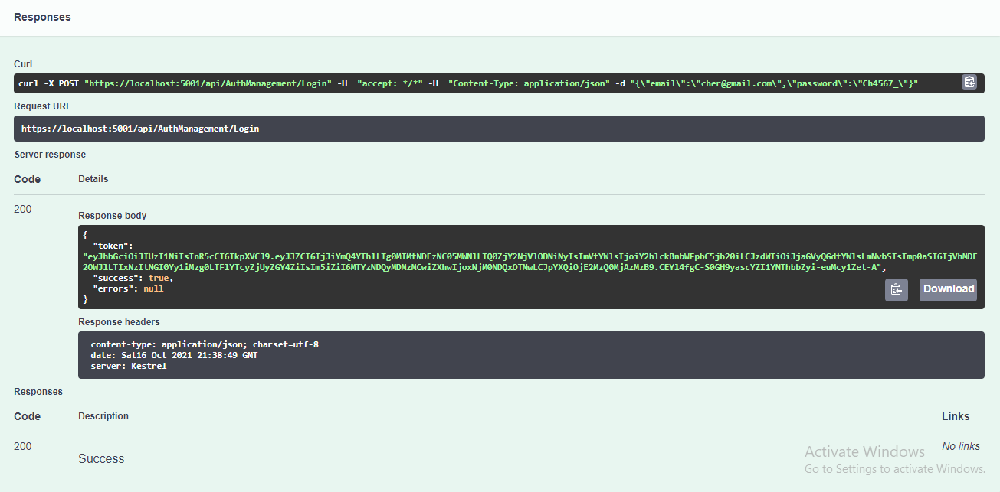 Responses
Curl
curl -X POST "https://localhost:5001/api/AuthManagement/Login" -H  "accept: */*" -H  "Content-Type: application/json" -d "{\"email\":\"cher@gmail.com\",\"password\":\"Ch4567_\"}"
Request URL
https://localhost:5001/api/AuthManagement/Login
Server response
Code Details
200
Response body
{
"token":
"eyJhbGciOiJIUzI1NiIsInR5cCI6IkpXVCJ9.eyJJZCI6IjJiYmQ4YThlLTg0MTMtNDEzNC05MWNlLTQ0ZjY2NjVlODNiNyIsImVtYWlsIjoiY2hlckBnbWFpbC5jb20iLCJzdWIiOiJjaGVyQGdtYWlsLmNvbSIsImp0aSI6IjVhMDE
2OWJlLTIxNzItNGI0Yy1iMzg0LTFlYTcyZjUyZGY4ZiIsIm5iZiI6MTYzNDQyMDMzMCwiZXhwIjoxNjM0NDQxOTMwLCJpYXQiOjE2MzQ0MjAzMzB9.CEYl4fgC-S0GH9yascYZI1YNThbbZyi-euMcy1Zet-A",
"success": true,
"errors": null
}
Download
Response headers
content-type: application/json; charset=utf-8
date: Sat16 Oct 2021 21:38:49 GMT
server: Kestrel
Responses
Code Description Links
200 No links
Success
Activate Windows
Go to Settings to activate Windows.